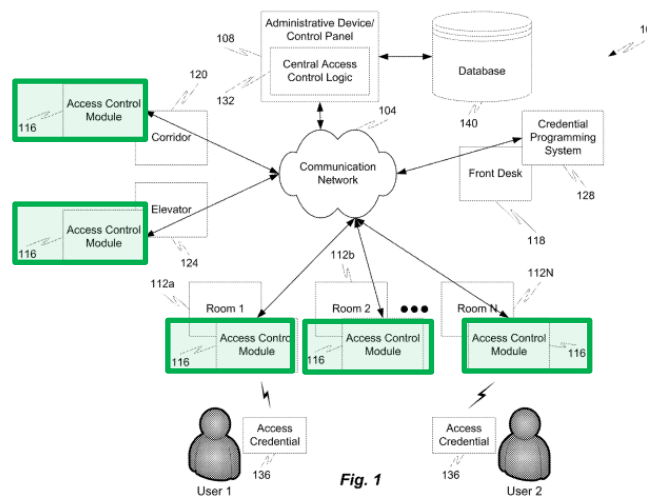 Administrative Device/
Control Panel
108
Central Access
Control Logic
132
Database
140
10
120
Access Control
Module
116
Corridor
104
Communication
Network
Credential
Programming
System
Front Desk
128
118
Elevator
Access Control
Module
116
124
112a
112b
112N
Room 1
Room 2
Room N
Access Control
Module
116
Access Control
Module
116
Access Control
Module
116
Access
Credential
136
Access
Credential
136
User 1
Fig. 1
User 2